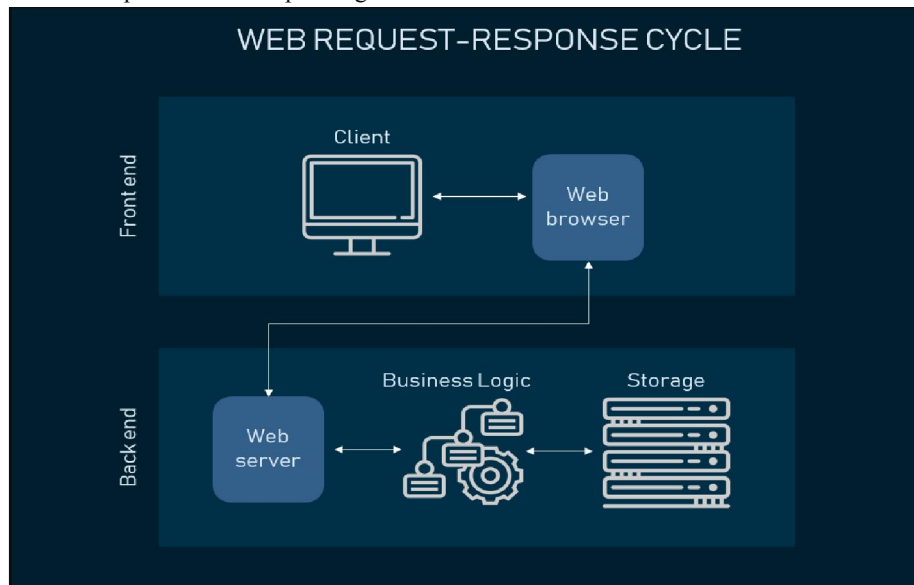 WEB REQUEST-RESPONSE CYCLE
Front end
Client
Web
browser
Back end
Business Logic
Storage
Web
server